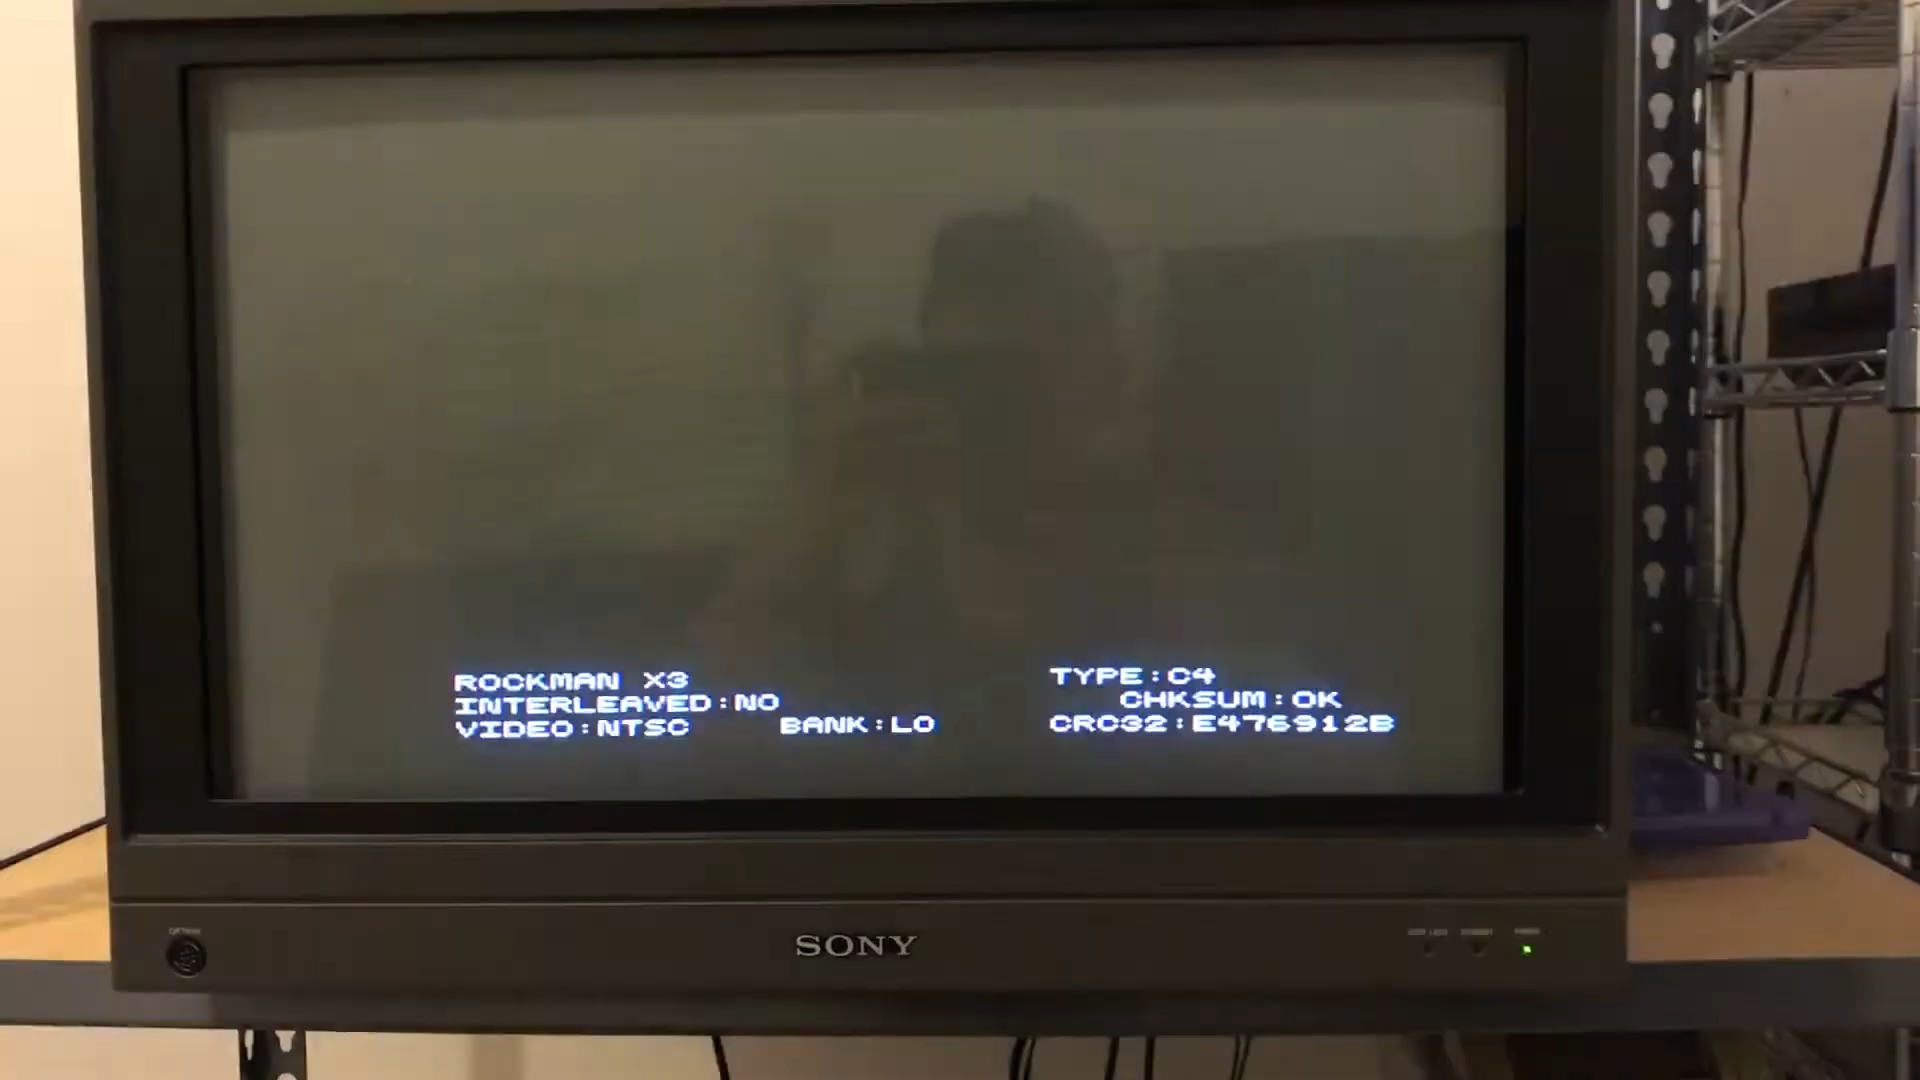 ROCKMAN X3 TYPE:C4
INTERLEAVED:NO CHKSUM:OK
VIDEO:NTSC BANK:LO CRC32:E476912B
SONY